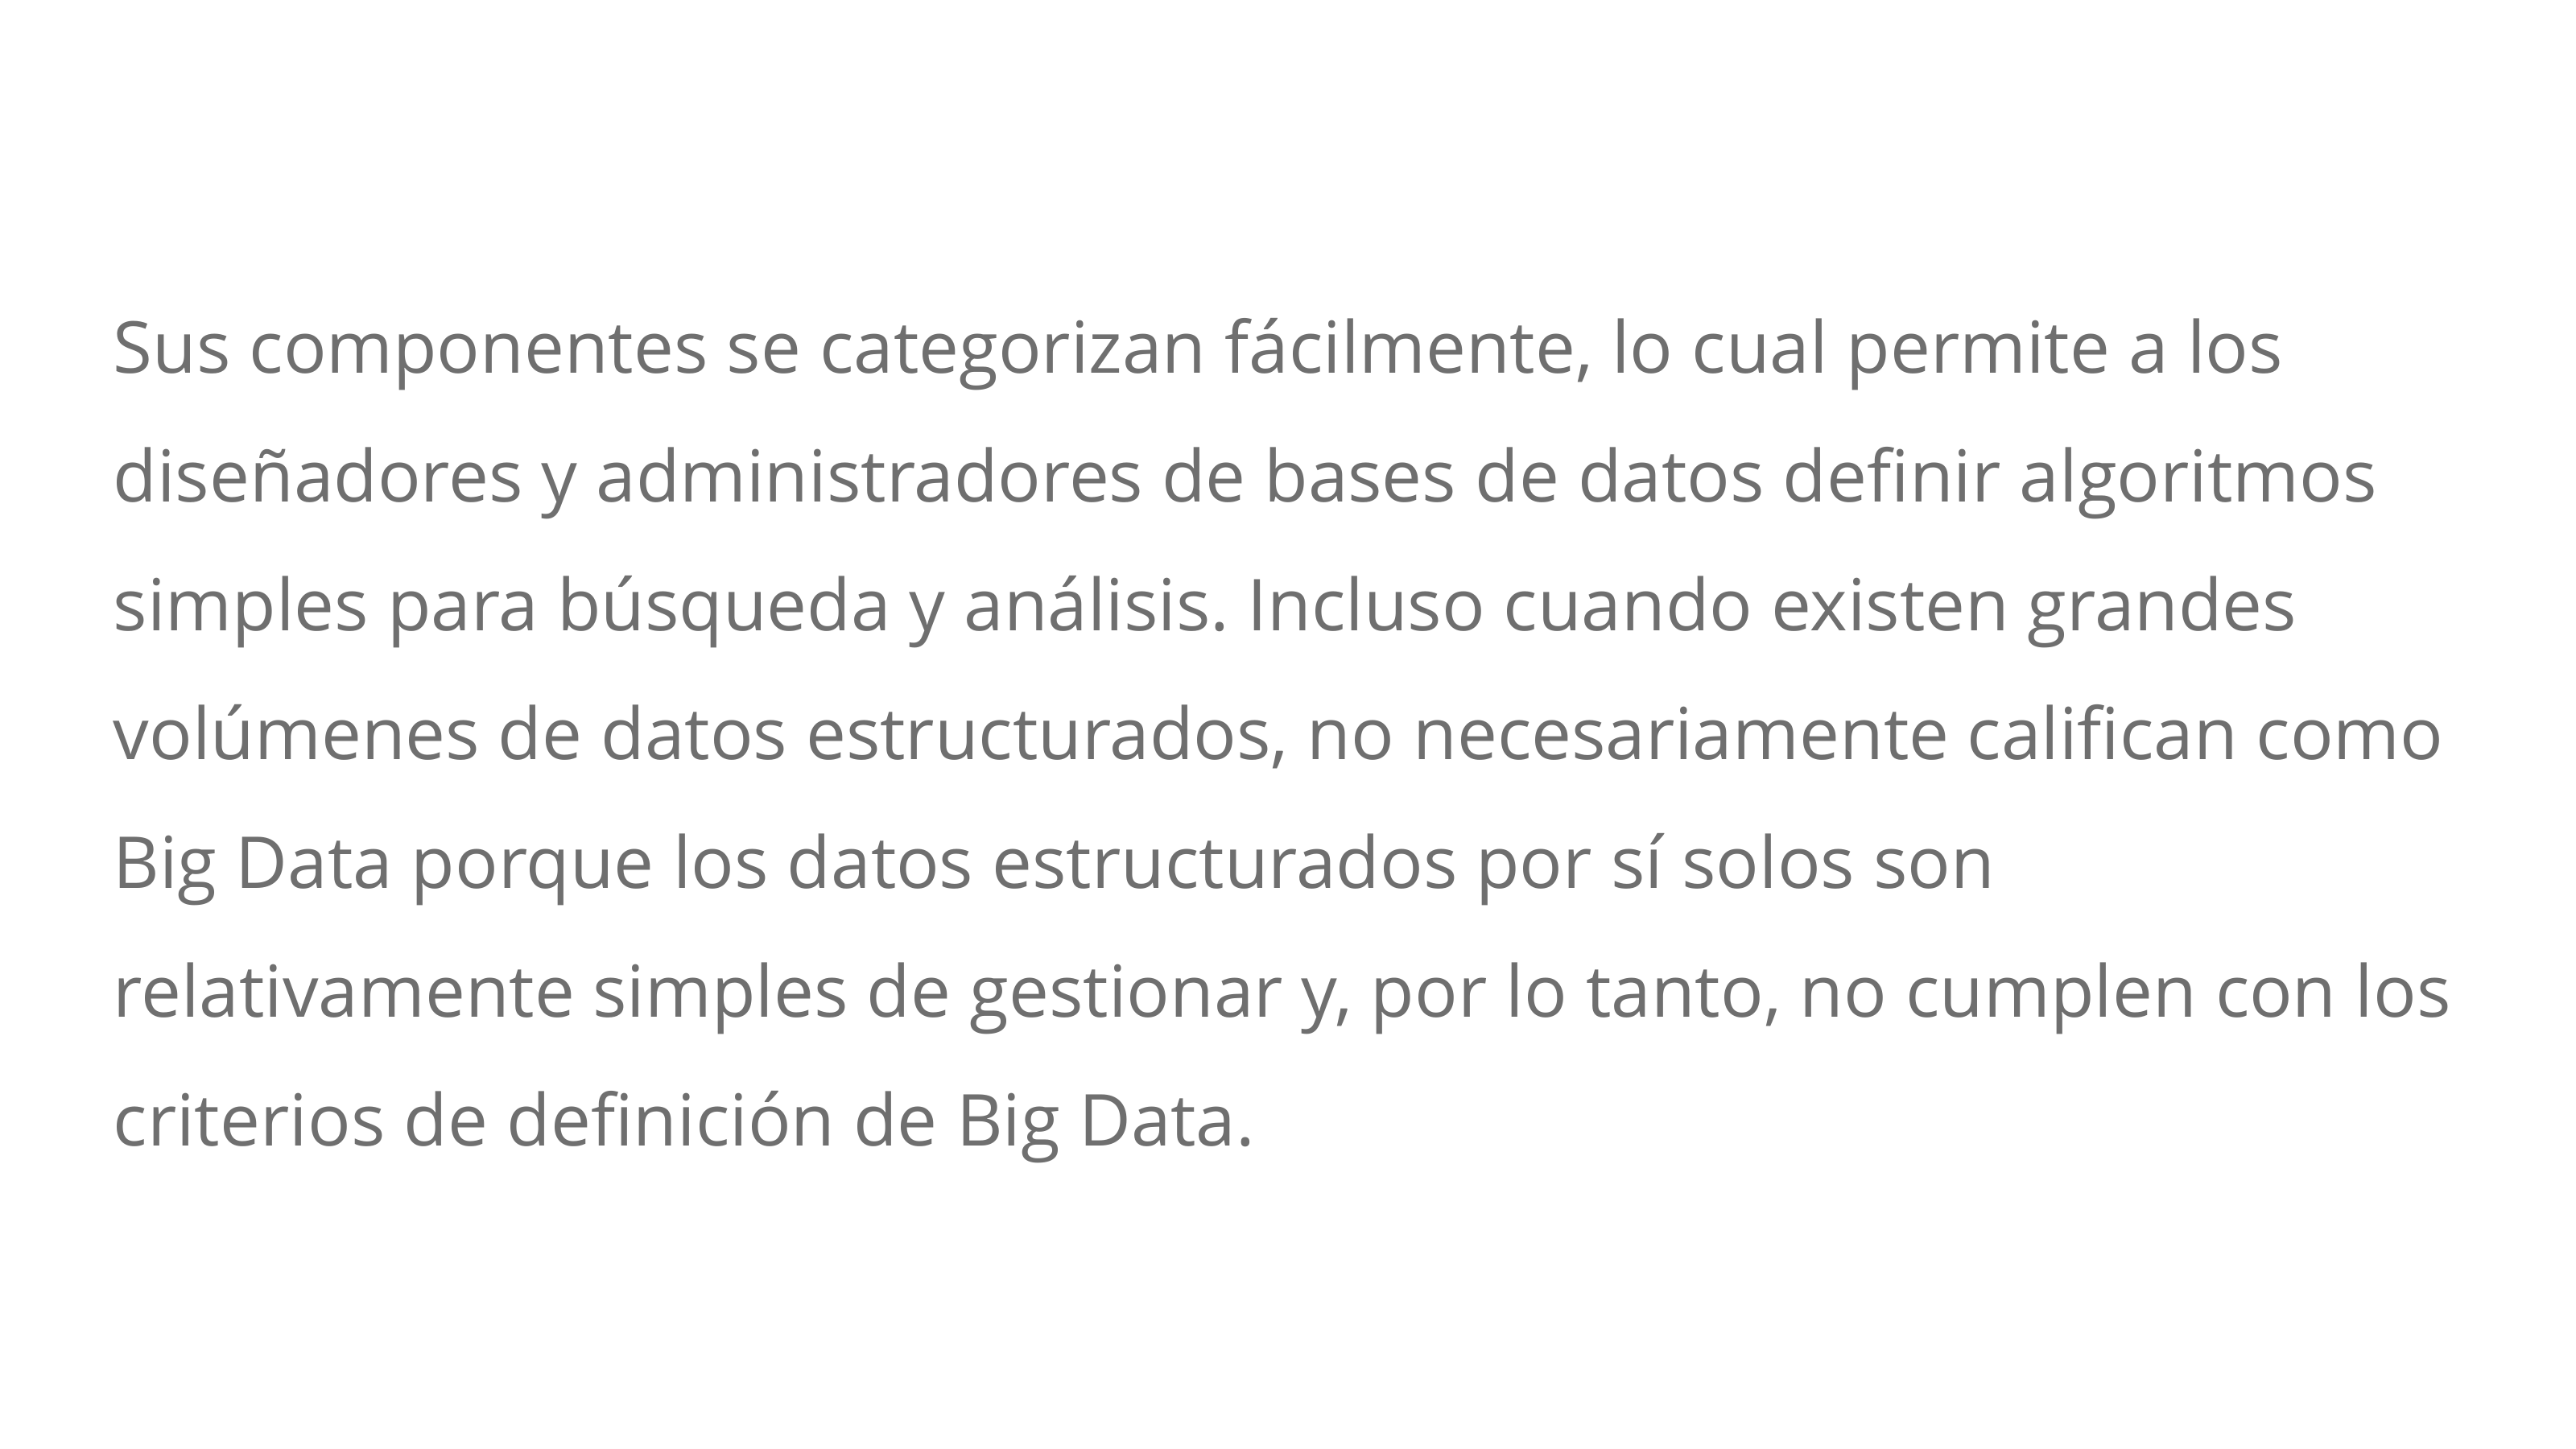 Sus componentes se categorizan fácilmente, lo cual permite a los
diseñadores y administradores de bases de datos definir algoritmos
simples para búsqueda y análisis. Incluso cuando existen grandes
volúmenes de datos estructurados, no necesariamente califican como
Big Data porque los datos estructurados por sí solos son
relativamente simples de gestionar y, por lo tanto, no cumplen con los
criterios de definición de Big Data.